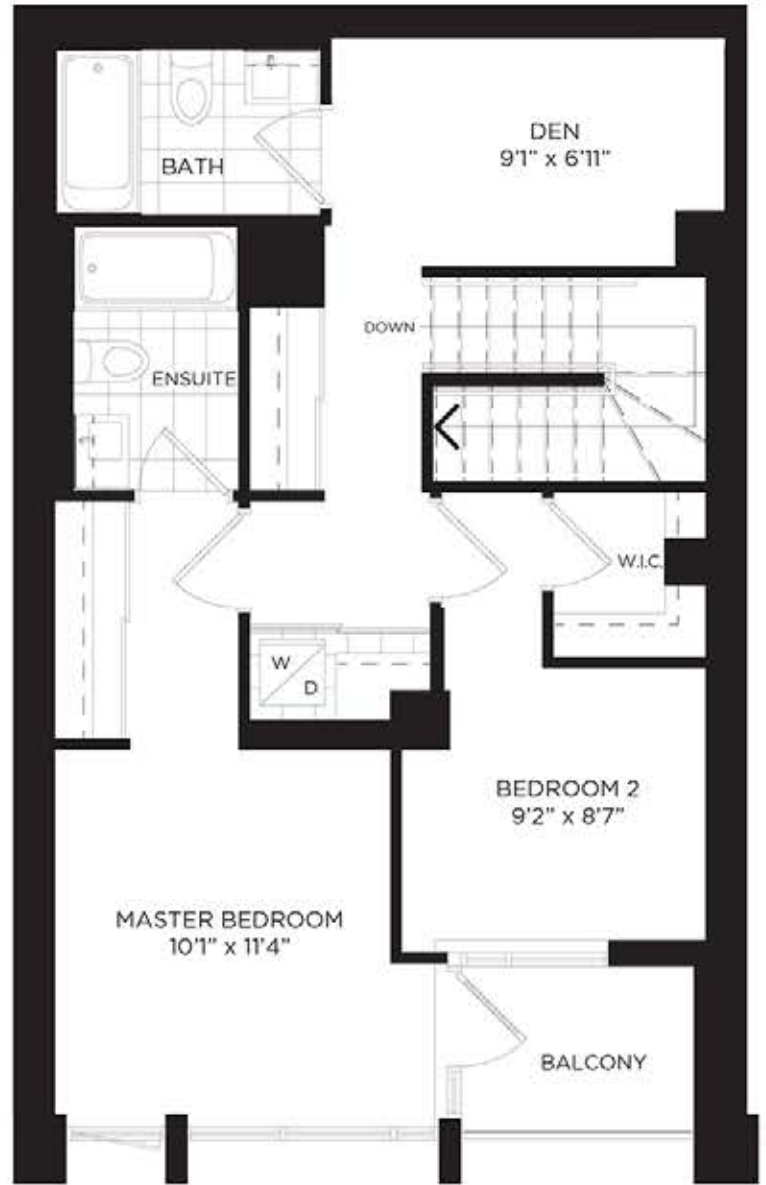 DEN
9'1" x 6'11"
BATH
DOWN
ENSUITE
W.I.C.
W
D
BEDROOM 2
9'2" x 8'7"
MASTER BEDROOM
10'1" x 11'4"
BALCONY